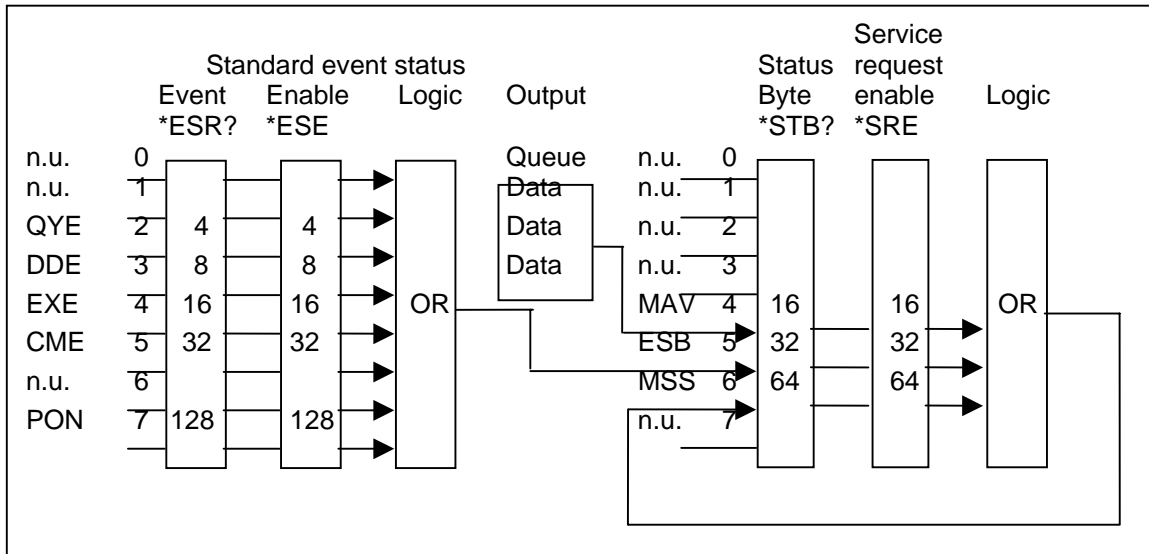 Service
Standard event status Status request
Event Enable Logic Output Byte enable Logic
*ESR? *ESE *STB? *SRE
n.u. 0 Queue n.u. 0
n.u. 1 Data n.u. 1
QYE 2 4 4 Data n.u. 2
DDE 3 8 8 Data n.u. 3
EXE 4 16 16 OR MAV 4 16 16 OR
CME 5 32 32 ESB 5 32 32
n.u. 6 MSS 6 64 64
PON 7 128 128 n.u. 7